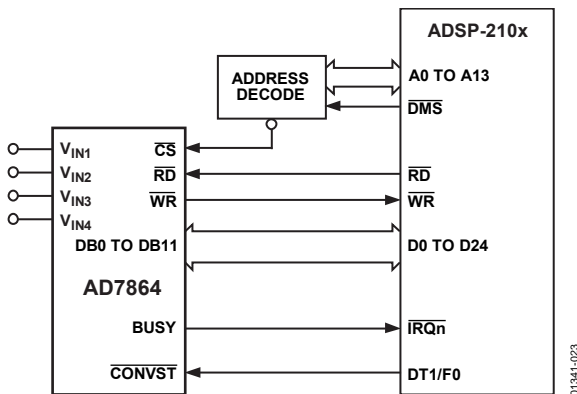 ADSP-210x
ADDRESS
DECODE
A0 TO A13
DMS
VIN1
CS
VIN2
RD
RD
VIN3
WR
WR
VIN4
DB0 TO DB11
D0 TO D24
AD7864
BUSY
IRQn
CONVST
DT1/F0
01341-023